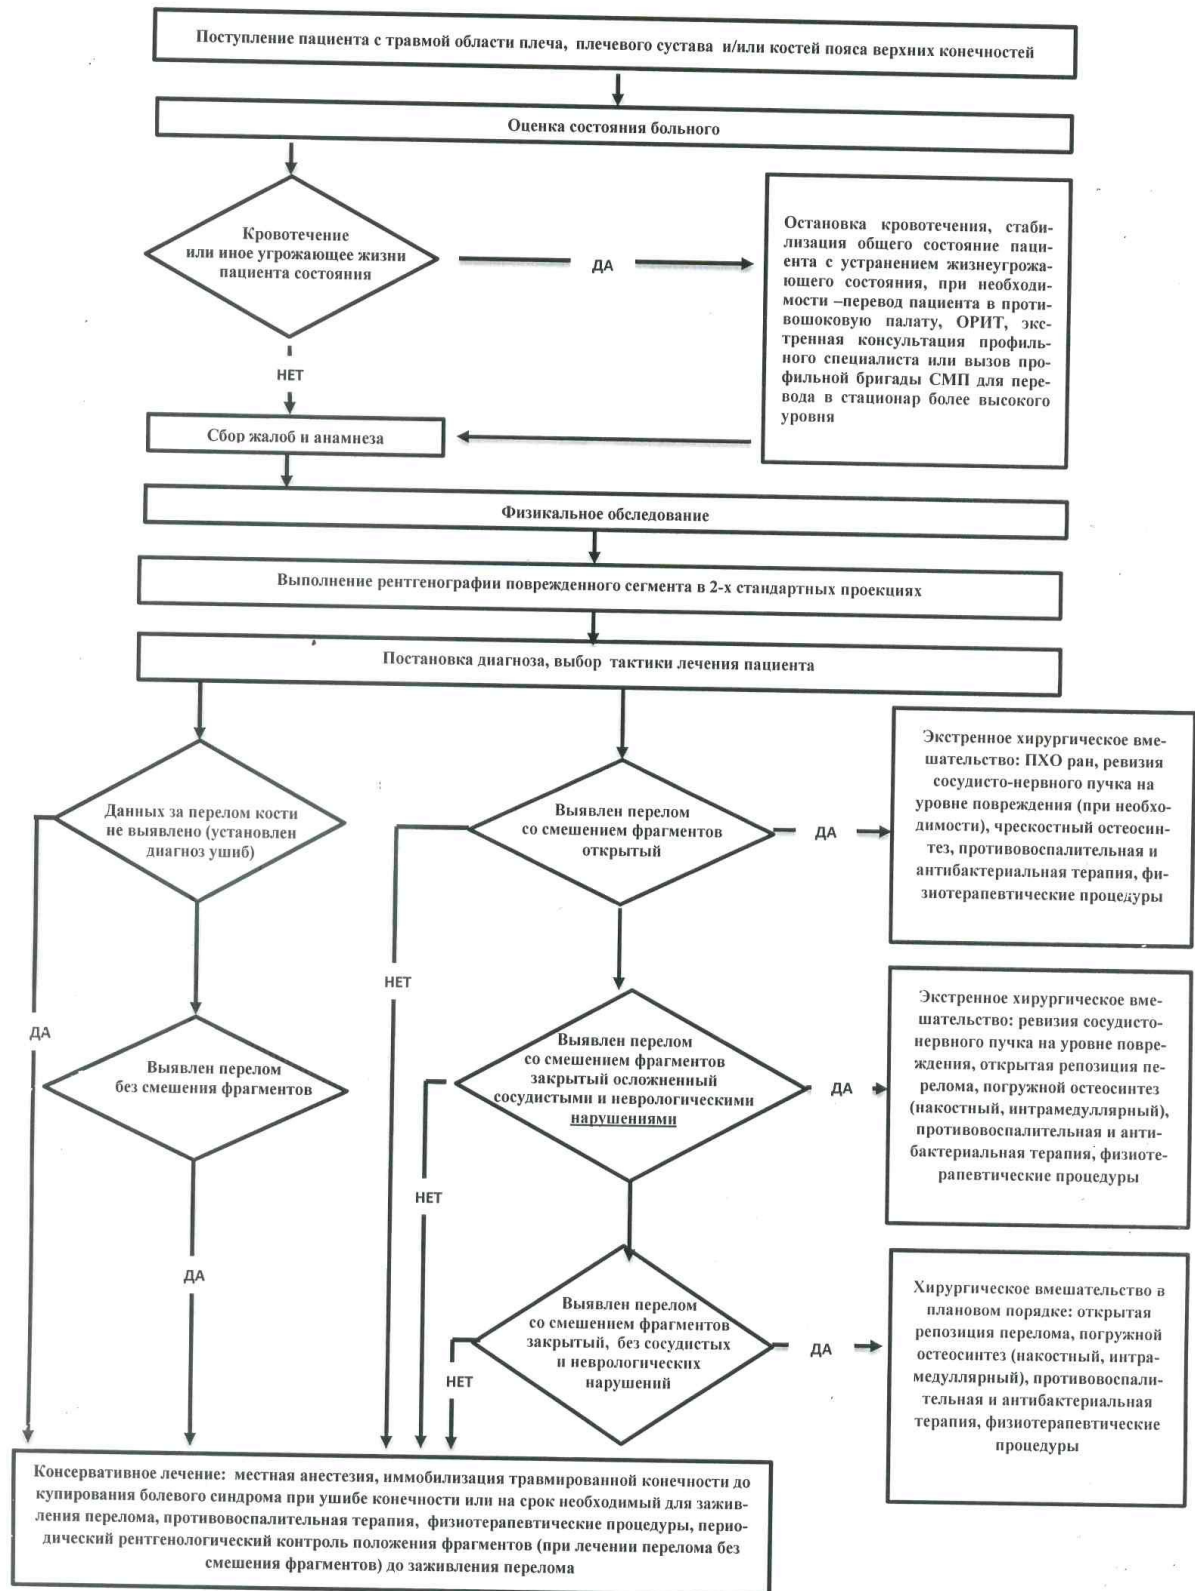 Поступление пациента с травмой области плеча, плечевого сустава и/или костей пояса верхних конечностей
Оценка состояния больного
Кровотечение
или иное угрожающее жизни
пациента состояния
ДА
Остановка кровотечения, стаби-
лизация общего состояние паци-
ента с устранением жизнеугрожа-
ющего состояния, при необходи-
мости –перевод пациента в проти-
вошоковую палату, ОРИТ, экс-
тренная консультация профиль-
ного специалиста или вызов про-
фильной бригады СМП для пере-
вода в стационар более высокого
уровня
НЕТ
Сбор жалоб и анамнеза
Физикальное обследование
Выполнение рентгенографии поврежденного сегмента в 2-х стандартных проекциях
Постановка диагноза, выбор тактики лечения пациента
Данных за перелом кости
не выявлено (установлен
диагноз ушиб)
Выявлен перелом
со смещением фрагментов
открытый
ДА
Экстренное хирургическое вме-
шательство: ПХО ран, ревизия
сосудисто-нервного пучка на
уровне повреждения (при необхо-
димости), чрескостный остеосин-
тез, противовоспалительная и
антибактериальная терапия, фи-
зиотерапевтические процедуры
НЕТ
ДА
Выявлен перелом
без смешения фрагментов
Выявлен перелом
со смещением фрагментов
закрытый осложненный
сосудистыми и неврологическими
нарушениями
ДА
Экстренное хирургическое вме-
шательство: ревизия сосудисто-
нервного пучка на уровне повре-
ждения, открытая репозиция пе-
релома, погружной остеосинтез
(накостный, интрамедуллярный),
противовоспалительная и анти-
бактериальная терапия, физиоте-
рапевтические процедуры
НЕТ
ДА
Выявлен перелом
со смещением фрагментов
закрытый, без сосудистых
и неврологических
нарушений
ДА
Хирургическое вмешательство в
плановом порядке: открытая
репозиция перелома, погружной
остеосинтез (накостный, интра-
медуллярный), противовоспали-
тельная и антибактериальная
терапия, физиотерапевтические
процедуры
НЕТ
Консервативное лечение: местная анестезия, иммобилизация травмированной конечности до
купирования болевого синдрома при ушибе конечности или на срок необходимый для зажив-
ления перелома, противовоспалительная терапия, физиотерапевтические процедуры, перио-
дический рентгенологический контроль положения фрагментов (при лечении перелома без
смешения фрагментов) до заживления перелома